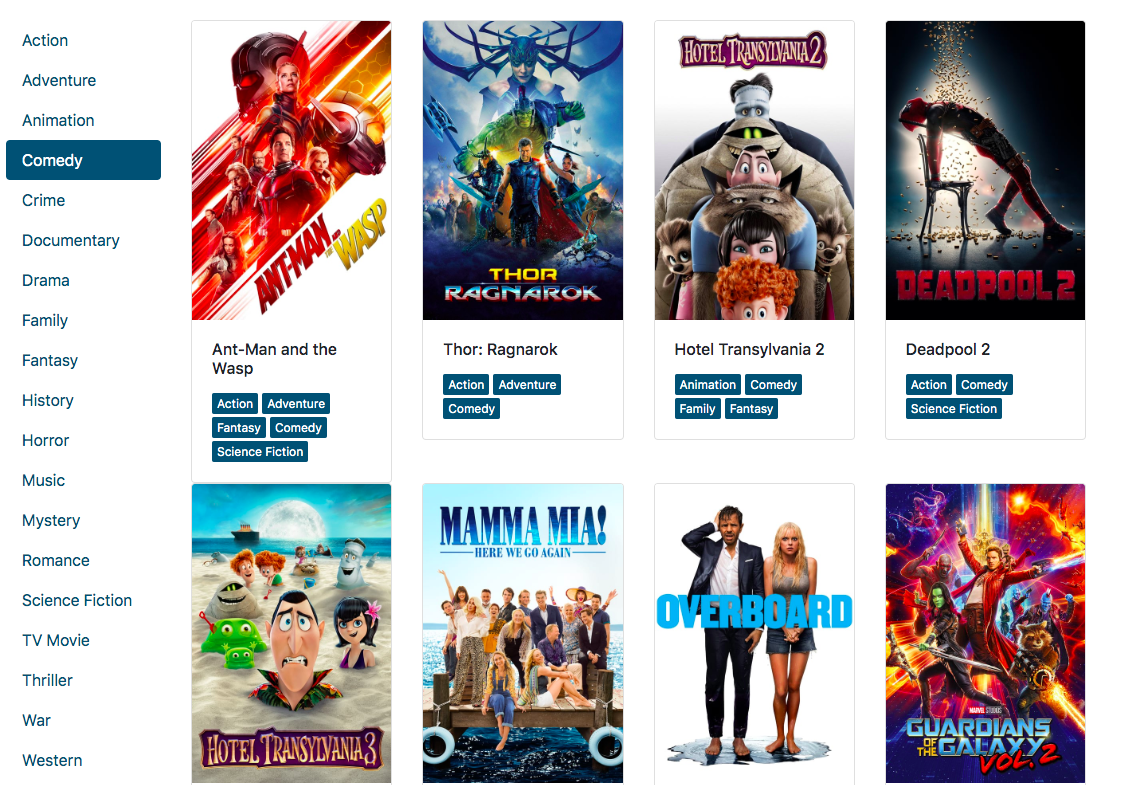 Action
Adventure
Animation
Comedy
Crime
Documentary
Drama
Family
Fantasy
History
Horror
Music
Mystery
Romance
Science Fiction
TV Movie
Thriller
War
Western
ANT-MAN AND THE WASP
Ant-Man and the
Wasp
Action Adventure
Fantasy Comedy
Science Fiction
THOR
RAGNAROK
Thor: Ragnarok
Action Adventure
Comedy
HOTEL TRANSYLVANIA 2
Hotel Transylvania 2
Animation Comedy
Family Fantasy
DEADPOOL 2
Deadpool 2
Action Comedy
Science Fiction
HOTEL TRANSYLVANIA 3
MAMMA MIA!
HERE WE GO AGAIN
OVERBOARD
MARVEL STUDIOS
GUARDIANS
OF THE GALAXY
VOL. 2